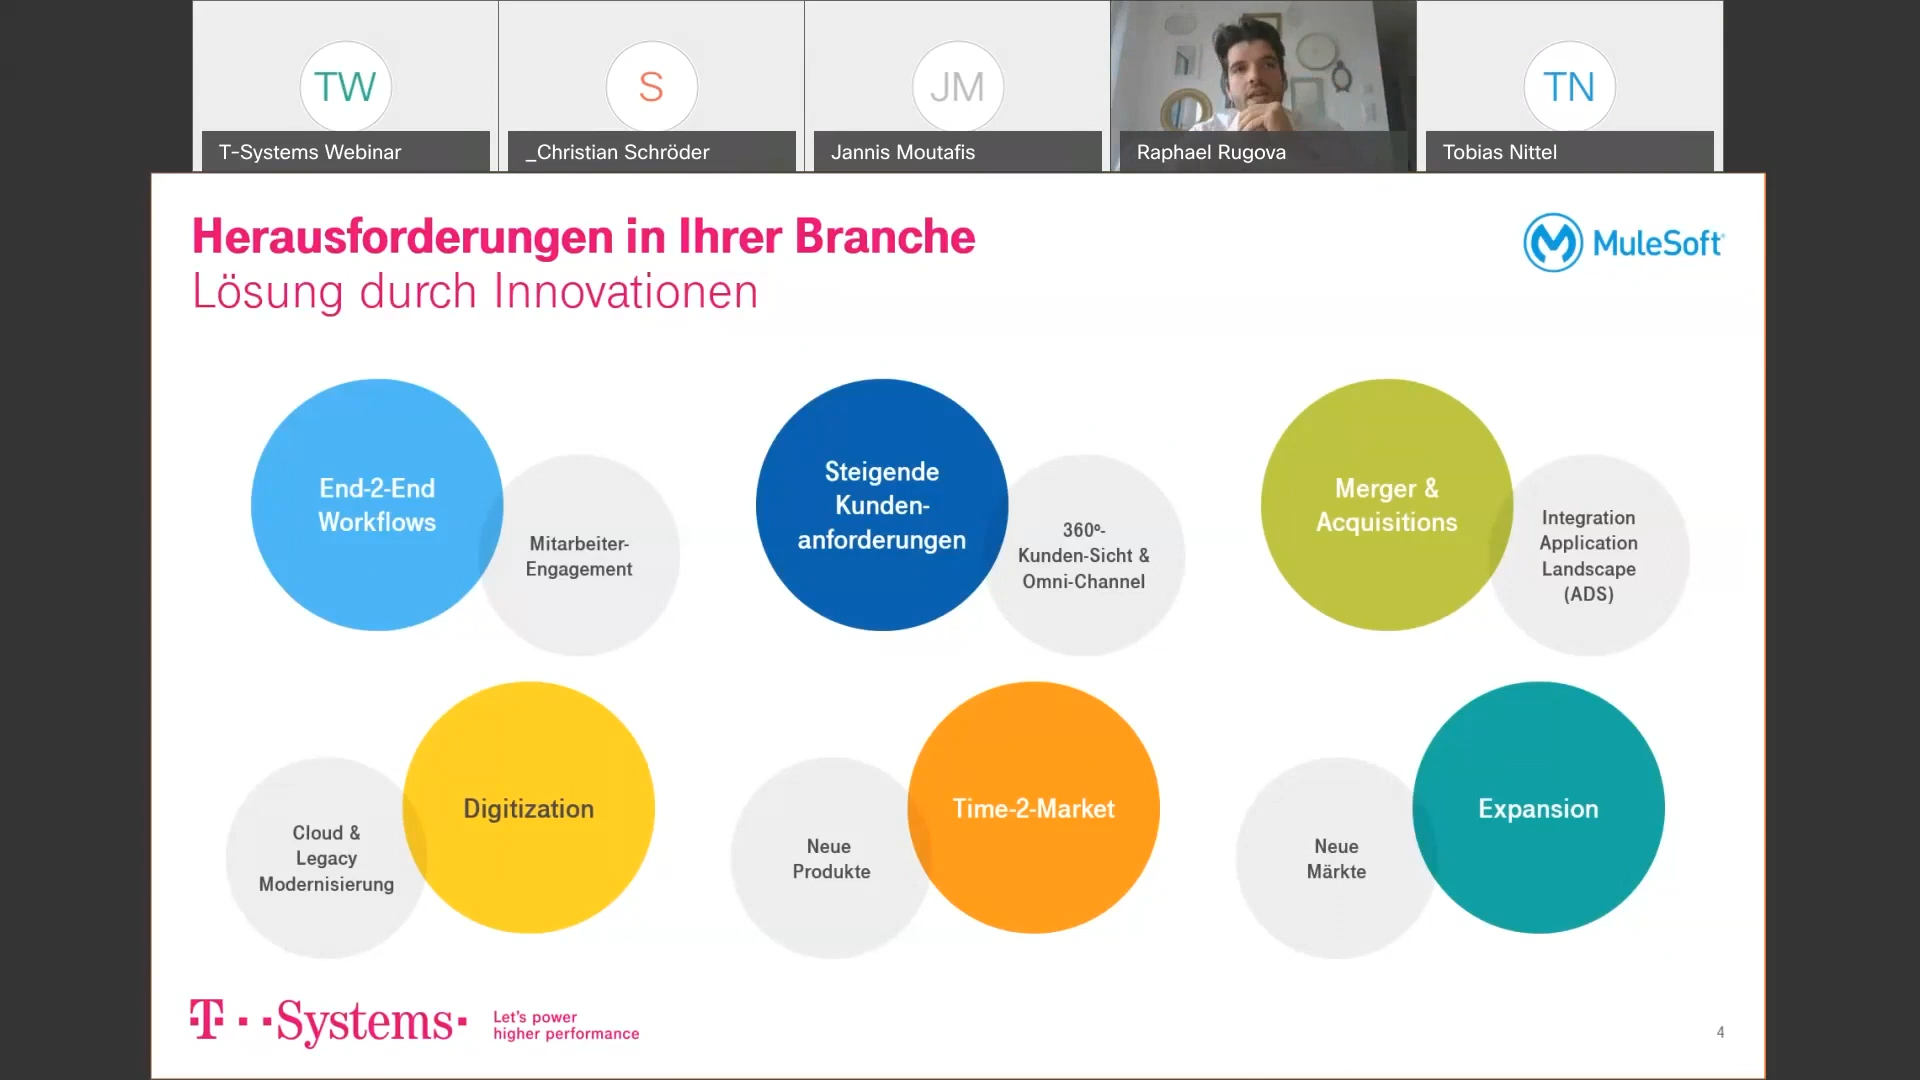 TW
S
JM
TN
T-Systems Webinar
_Christian Schröder
Jannis Moutafis
Raphael Rugova
Tobias Nittel
Herausforderungen in Ihrer Branche
Lösung durch Innovationen
MuleSoft
End-2-End
Workflows
Mitarbeiter-
Engagement
Steigende
Kunden-
anforderungen
360º-
Kunden-Sicht &
Omni-Channel
Merger &
Acquisitions
Integration
Application
Landscape
(ADS)
Cloud &
Legacy
Modernisierung
Digitization
Neue
Produkte
Time-2-Market
Neue
Märkte
Expansion
T··Systems·
Let's power
higher performance
4